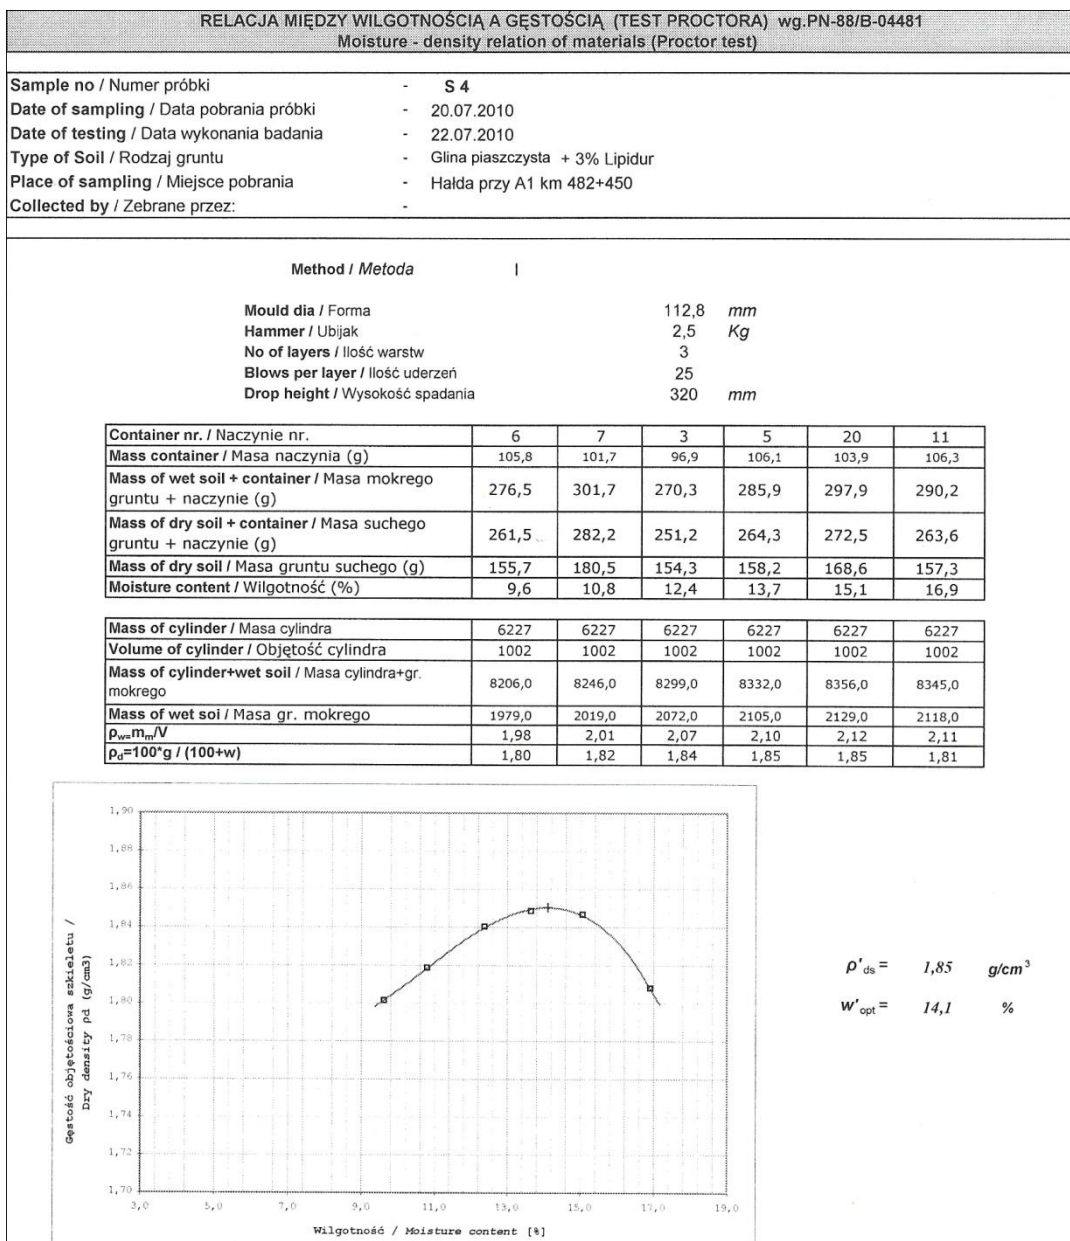 RELACJA MIĘDZY WILGOTNOŚCIĄ A GĘSTOŚCIĄ (TEST PROCTORA) wg.PN-88/B-04481
Moisture - density relation of materials (Proctor test)
Sample no / Numer próbki - S 4
Date of sampling / Data pobrania próbki - 20.07.2010
Date of testing / Data wykonania badania - 22.07.2010
Type of Soil / Rodzaj gruntu - Glina piaszczysta + 3% Lipidur
Place of sampling / Miejsce pobrania - Hałda przy A1 km 482+450
Collected by / Zebrane przez: -
Method / Metoda I
Mould dia / Forma 112,8 mm
Hammer / Ubijak 2,5 Kg
No of layers / Ilość warstw 3
Blows per layer / Ilość uderzeń 25
Drop height / Wysokość spadania 320 mm
Container nr. / Naczynie nr. 6 7 3 5 20 11
Mass container / Masa naczynia (g) 105,8 101,7 96,9 106,1 103,9 106,3
Mass of wet soil + container / Masa mokrego
gruntu + naczynie (g) 276,5 301,7 270,3 285,9 297,9 290,2
Mass of dry soil + container / Masa suchego
gruntu + naczynie (g) 261,5 282,2 251,2 264,3 272,5 263,6
Mass of dry soil / Masa gruntu suchego (g) 155,7 180,5 154,3 158,2 168,6 157,3
Moisture content / Wilgotność (%) 9,6 10,8 12,4 13,7 15,1 16,9
Mass of cylinder / Masa cylindra 6227 6227 6227 6227 6227 6227
Volume of cylinder / Objętość cylindra 1002 1002 1002 1002 1002 1002
Mass of cylinder+wet soil / Masa cylindra+gr.
mokrego 8206,0 8246,0 8299,0 8332,0 8356,0 8345,0
Mass of wet soi / Masa gr. mokrego 1979,0 2019,0 2072,0 2105,0 2129,0 2118,0
ρw=mm/V 1,98 2,01 2,07 2,10 2,12 2,11
ρd=100*g / (100+w) 1,80 1,82 1,84 1,85 1,85 1,81
Gęstość objętościowa szkieletu /
Dry density pd (g/cm3)
1,90
1,88
1,86
1,84
1,82
1,80
1,78
1,76
1,74
1,72
1,70
3,0 5,0 7,0 9,0 11,0 13,0 15,0 17,0 19,0
Wilgotność / Moisture content [%]
ρ'ds = 1,85 g/cm³
w'opt = 14,1 %